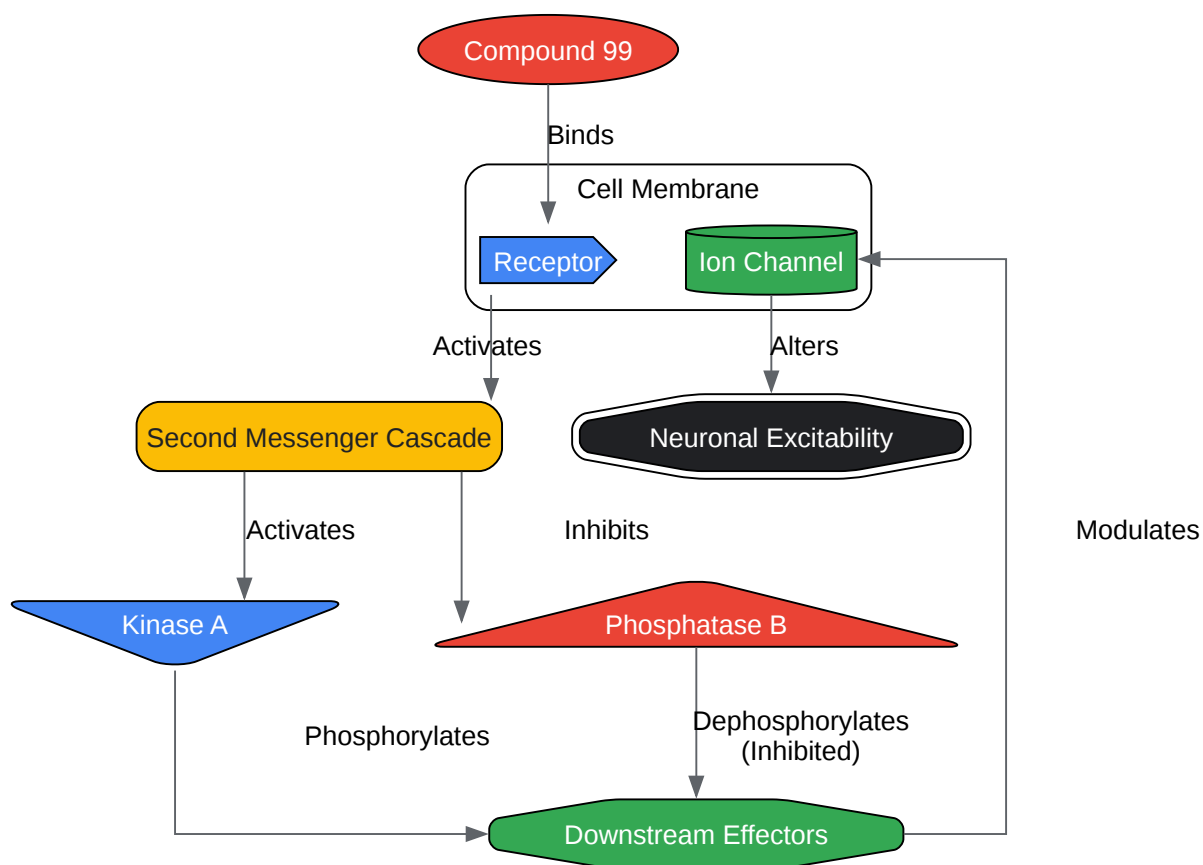 Compound 99
Binds
Cell Membrane
Receptor
Ion Channel
Activates
Alters
Second Messenger Cascade
Neuronal Excitability
Activates
Inhibits
Modulates
Kinase A
Phosphatase B
Phosphorylates
Dephosphorylates
(Inhibited)
Downstream Effectors